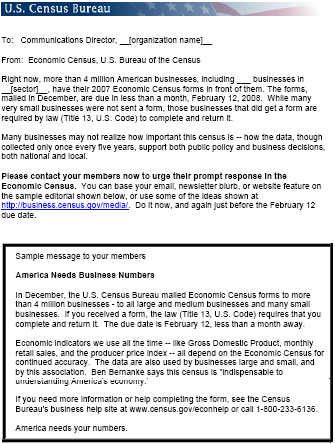 U.S. Census Bureau
To: Communications Director, __[organization name]__
From: Economic Census, U.S. Bureau of the Census
Right now, more than 4 million American businesses, including ___ businesses in
__[sector]__, have their 2007 Economic Census forms in front of them. The forms,
mailed in December, are due in less than a month, February 12, 2008. While many
very small businesses were not sent a form, those businesses that did get a form are
required by law (Title 13, U.S. Code) to complete and return it.
Many businesses may not realize how important this census is -- how the data, though
collected only once every five years, support both public policy and business decisions,
both national and local.
Please contact your members now to urge their prompt response in the
Economic Census. You can base your email, newsletter blurb, or website feature on
the sample editorial shown below, or use some of the ideas shown at
http://business.census.gov/media/. Do it now, and again just before the February 12
due date.
Sample message to your members
America Needs Business Numbers
In December, the U.S. Census Bureau mailed Economic Census forms to more
than 4 million businesses - to all large and medium businesses and many small
businesses. If you received a form, the law (Title 13, U.S. Code) requires that you
complete and return it. The due date is February 12, less than a month away.
Economic indicators we use all the time -- like Gross Domestic Product, monthly
retail sales, and the producer price index -- all depend on the Economic Census for
continued accuracy. The data are also used by businesses large and small, and
by this association. Ben Bernanke says this census is "indispensable to
understanding America's economy."
If you need more information or help completing the form, see the Census
Bureau's business help site at www.census.gov/econhelp or call 1-800-233-6136.
America needs your numbers.